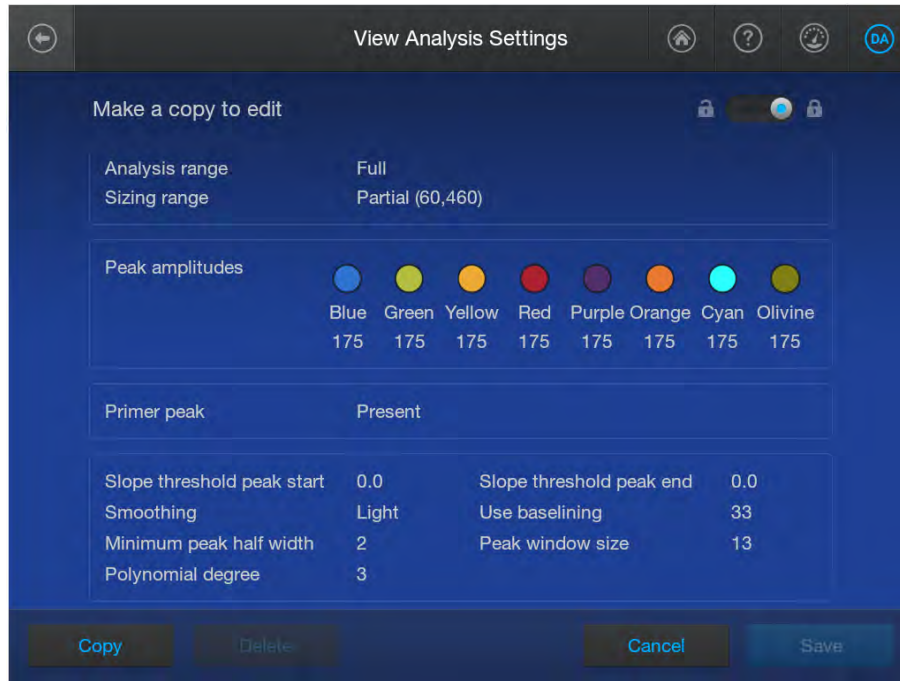 View Analysis Settings
?
DA
Make a copy to edit
Analysis range Full
Sizing range Partial (60,460)
Peak amplitudes
Blue Green Yellow Red Purple Orange Cyan Olivine
175 175 175 175 175 175 175 175
Primer peak Present
Slope threshold peak start 0.0 Slope threshold peak end 0.0
Smoothing Light Use baselining 33
Minimum peak half width 2 Peak window size 13
Polynomial degree 3
Copy Delete Cancel Save